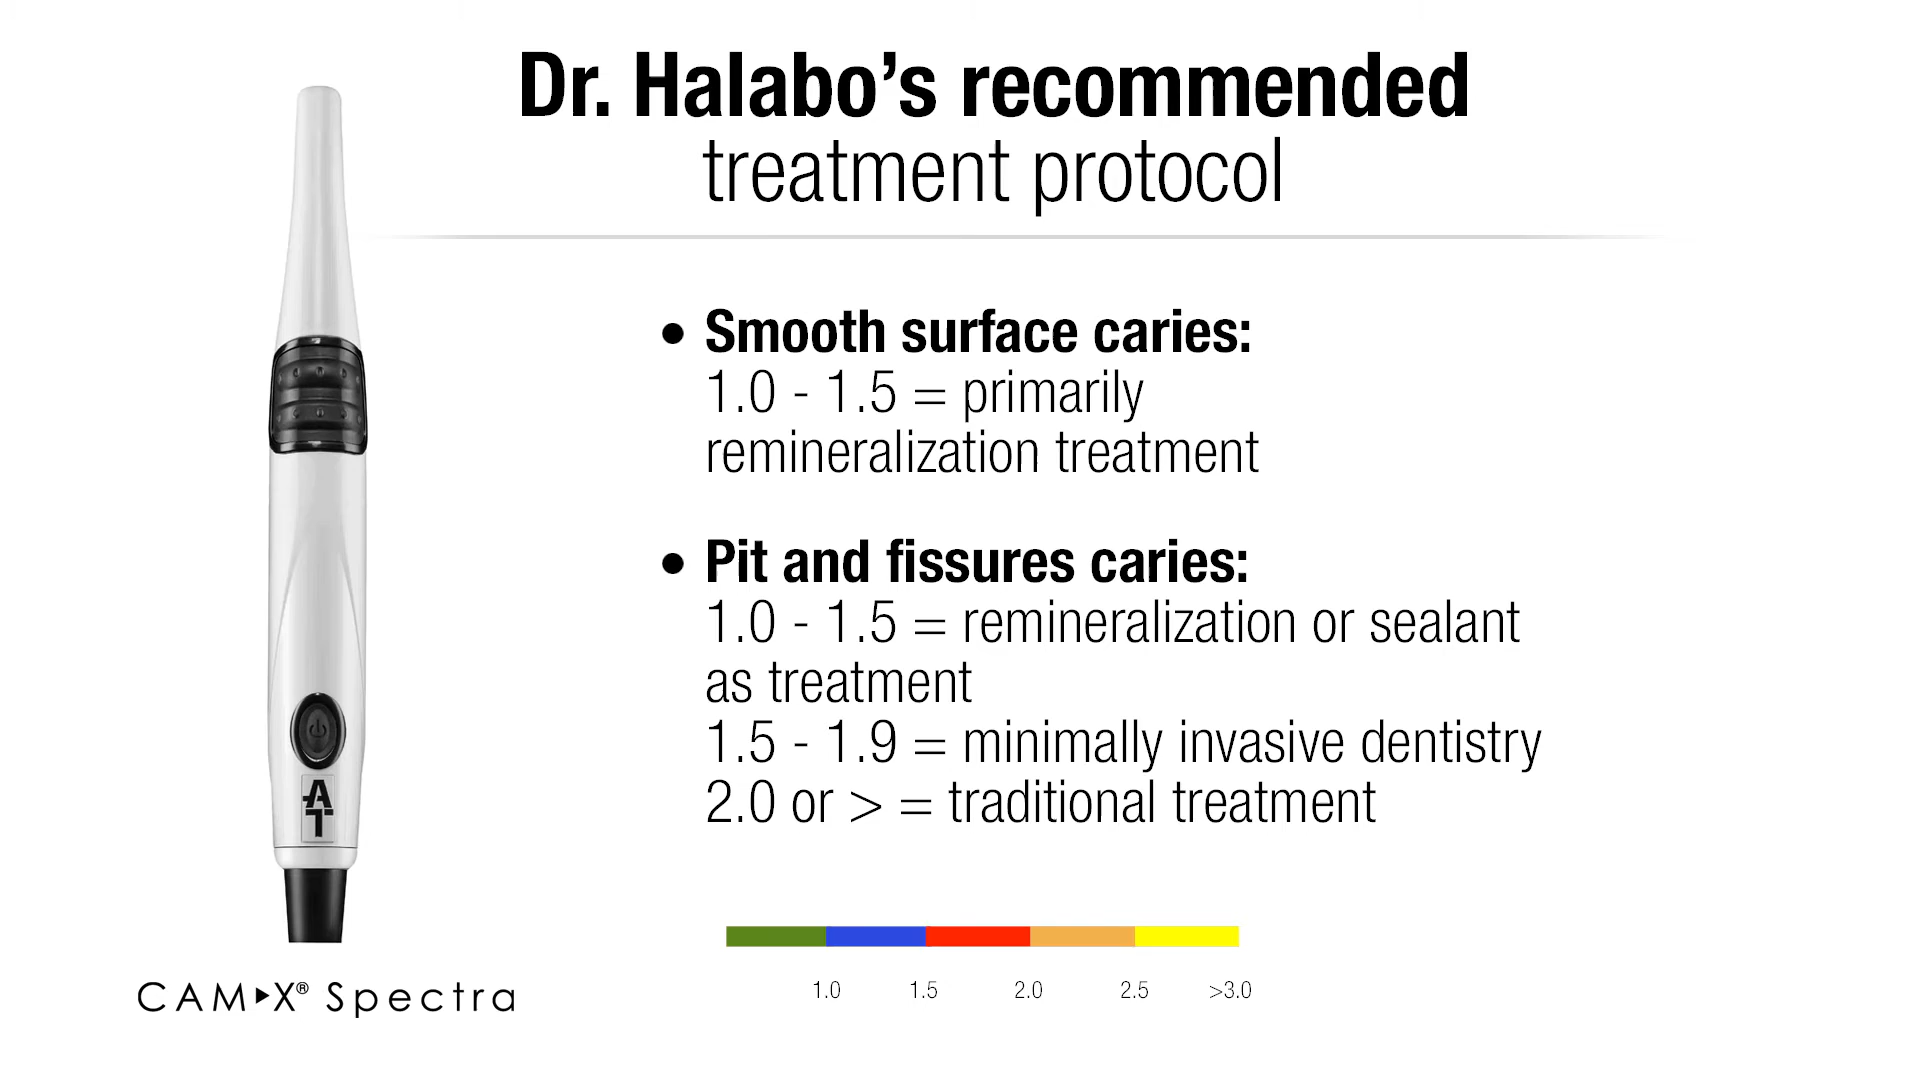 Dr. Halabo’s recommended
treatment protocol
• Smooth surface caries:
1.0 - 1.5 = primarily
remineralization treatment
• Pit and fissures caries:
1.0 - 1.5 = remineralization or sealant
as treatment
1.5 - 1.9 = minimally invasive dentistry
2.0 or > = traditional treatment
AT
1.0 1.5 2.0 2.5 >3.0
CAM▸X® Spectra